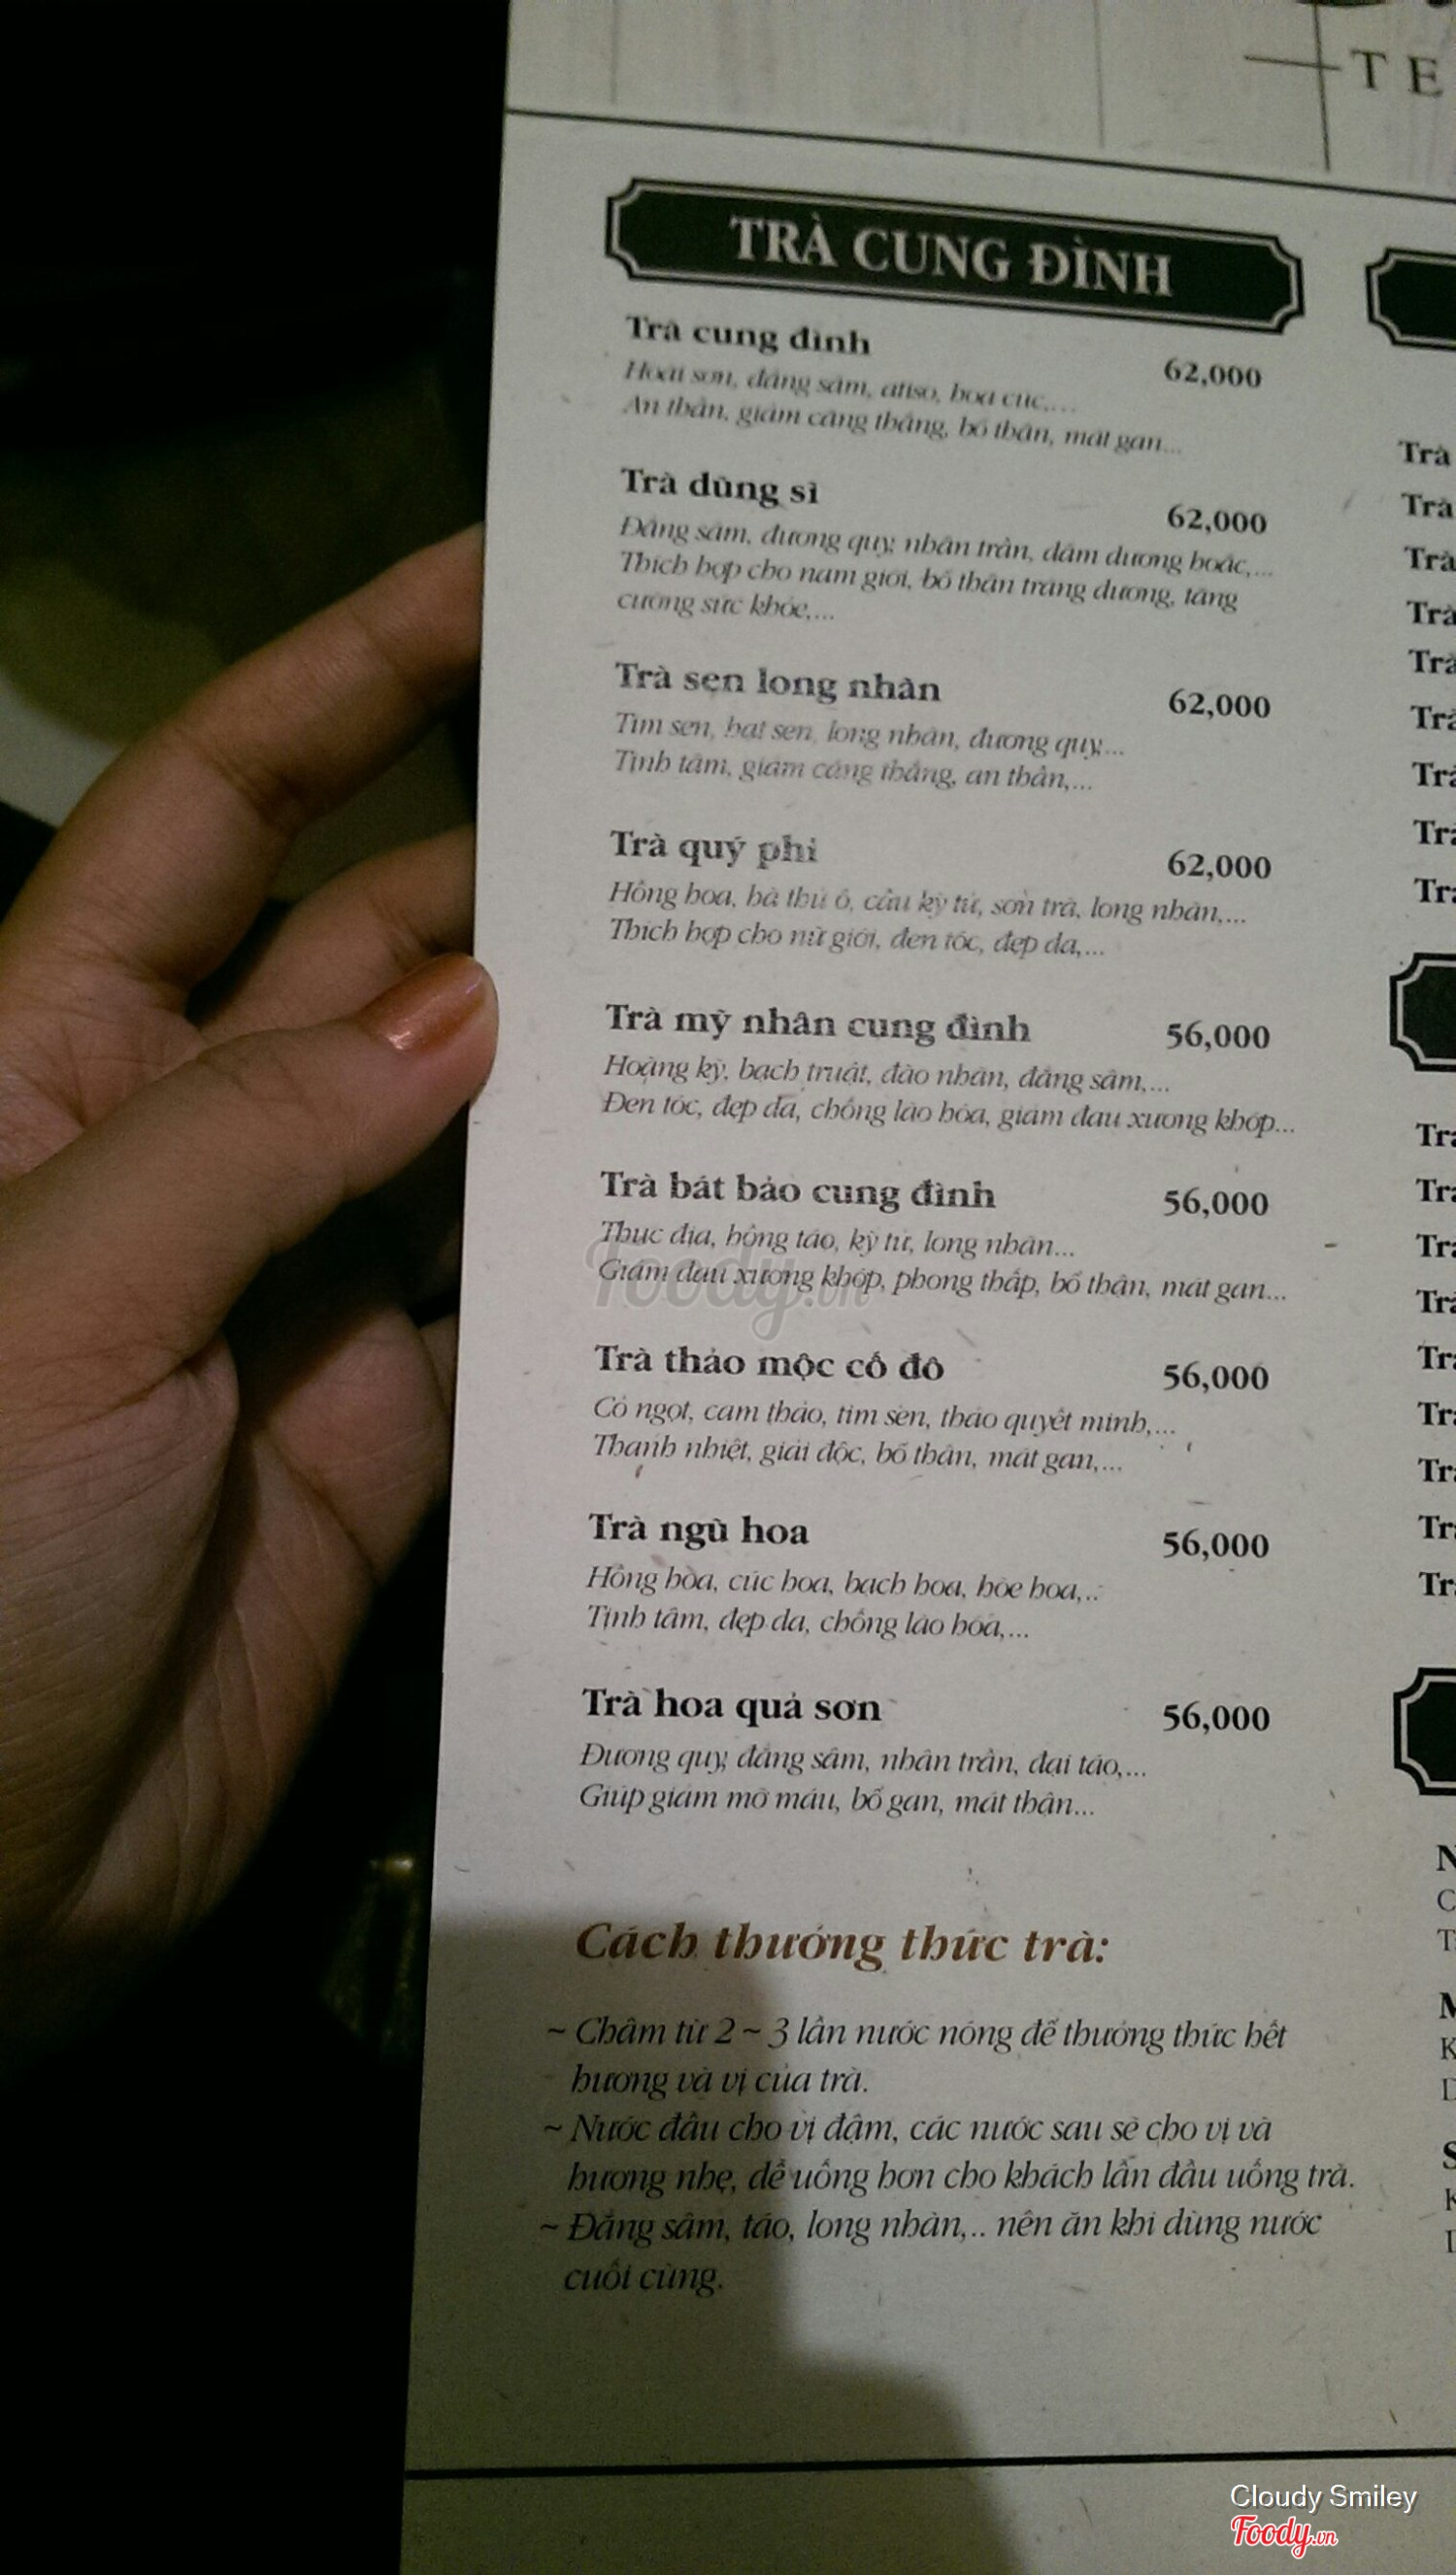 TE
TRÀ CUNG ĐÌNH
Trà cung đình
62,000
Hoài sơn, đẳng sâm, atiso, hoa cúc,...
An thần, giảm căng thẳng, bổ thận, mát gan...
Trà dũng sĩ
62,000
Đẳng sâm, đương quy, nhân trần, dâm dương hoắc,...
Thích hợp cho nam giới, bổ thận tráng dương, tăng
cường sức khỏe,...
Trà sen long nhãn
62,000
Tim sen, hạt sen, long nhãn, đương quy,...
Tịnh tâm, giảm căng thẳng, an thần,...
Trà quý phi
62,000
Hồng hoa, hà thủ ô, câu kỷ tử, sơn trà, long nhãn,...
Thích hợp cho nữ giới, đen tóc, đẹp da,...
Trà mỹ nhân cung đình
56,000
Hoàng kỳ, bạch truật, đào nhân, đẳng sâm,...
Đen tóc, đẹp da, chống lão hóa, giảm đau xương khớp...
Trà bát bảo cung đình
56,000
Thục địa, hồng táo, kỷ tử, long nhãn...
Giảm đau xương khớp, phong thấp, bổ thận, mát gan...
Foody.vn
Trà thảo mộc cố đô
56,000
Cỏ ngọt, cam thảo, tim sen, thảo quyết minh,...
Thanh nhiệt, giải độc, bổ thận, mát gan,...
Trà ngũ hoa
56,000
Hồng hoa, cúc hoa, bạch hoa, hòe hoa,..
Tịnh tâm, đẹp da, chống lão hóa,...
Trà hoa quả sơn
56,000
Đương quy, đẳng sâm, nhân trần, đại táo,...
Giúp giảm mỡ máu, bổ gan, mát thận...
Cách thưởng thức trà:
~ Châm từ 2 ~ 3 lần nước nóng để thưởng thức hết
hương và vị của trà.
~ Nước đầu cho vị đậm, các nước sau sẽ cho vị và
hương nhẹ, dễ uống hơn cho khách lần đầu uống trà.
~ Đẳng sâm, táo, long nhãn,.. nên ăn khi dùng nước
cuối cùng.
Trà
Trà
Trà
Trà
Cloudy Smiley
Foody.vn